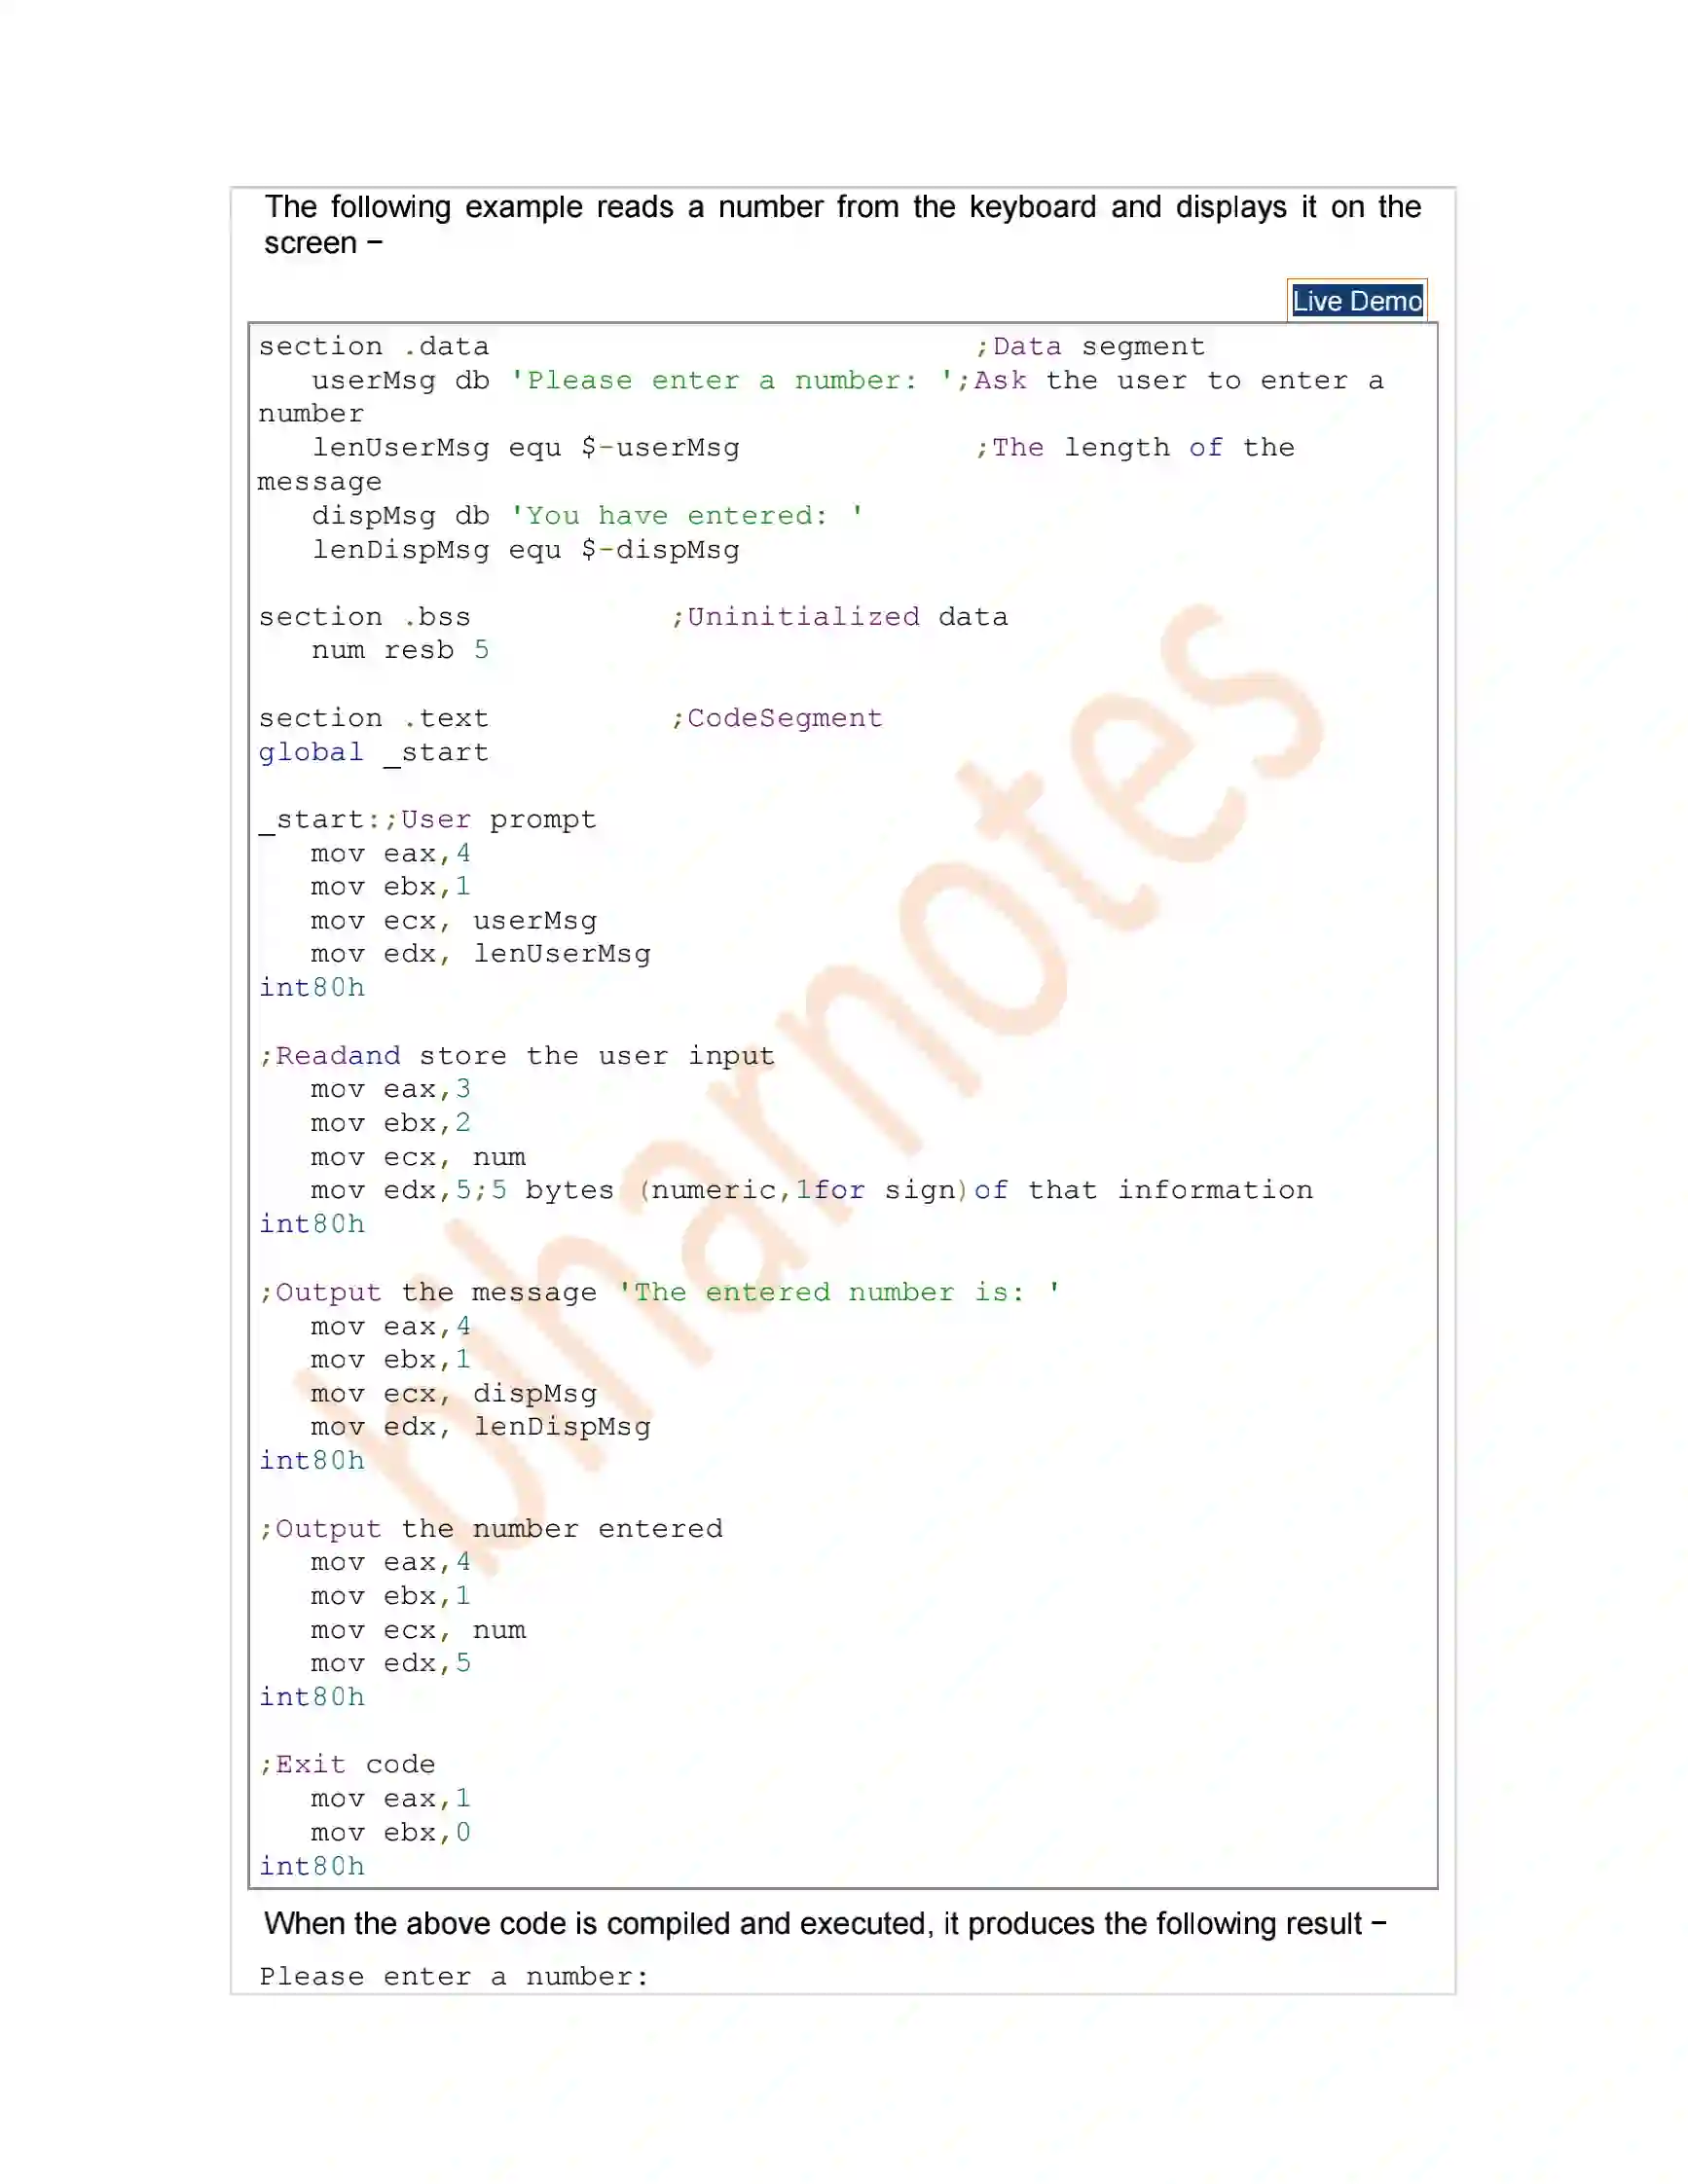 The following example reads a number from the keyboard and displays it on the
screen −
Live Demo
section .data                           ;Data segment
   userMsg db 'Please enter a number: ';Ask the user to enter a
number
   lenUserMsg equ $-userMsg             ;The length of the
message
   dispMsg db 'You have entered: '
   lenDispMsg equ $-dispMsg
section .bss           ;Uninitialized data
   num resb 5
section .text          ;CodeSegment
global _start
_start:;User prompt
   mov eax,4
   mov ebx,1
   mov ecx, userMsg
   mov edx, lenUserMsg
int80h
;Readand store the user input
   mov eax,3
   mov ebx,2
   mov ecx, num
   mov edx,5;5 bytes (numeric,1for sign)of that information
int80h
;Output the message 'The entered number is: '
   mov eax,4
   mov ebx,1
   mov ecx, dispMsg
   mov edx, lenDispMsg
int80h
;Output the number entered
   mov eax,4
   mov ebx,1
   mov ecx, num
   mov edx,5
int80h
;Exit code
   mov eax,1
   mov ebx,0
int80h
When the above code is compiled and executed, it produces the following result −
Please enter a number:
biharnotes